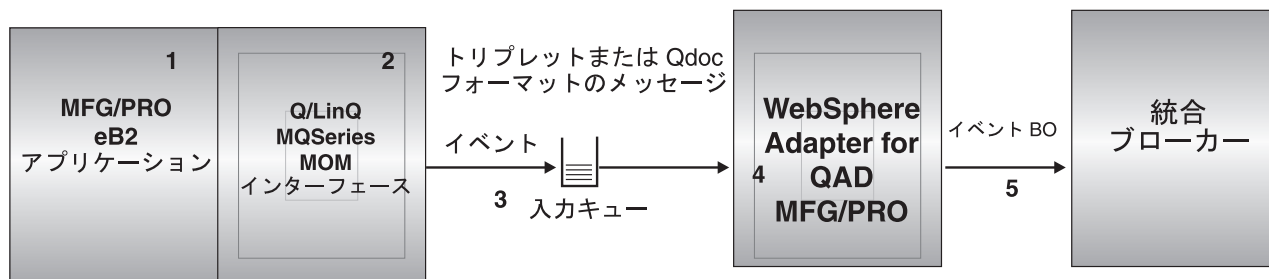 1
MFG/PRO
eB2
アプリケーション
2
Q/LinQ
MQSeries
MOM
インターフェース
トリプレットまたは Qdoc
フォーマットのメッセージ
イベント
3
入力キュー
WebSphere
Adapter for
4
QAD
MFG/PRO
イベント BO
5
統合
ブローカー